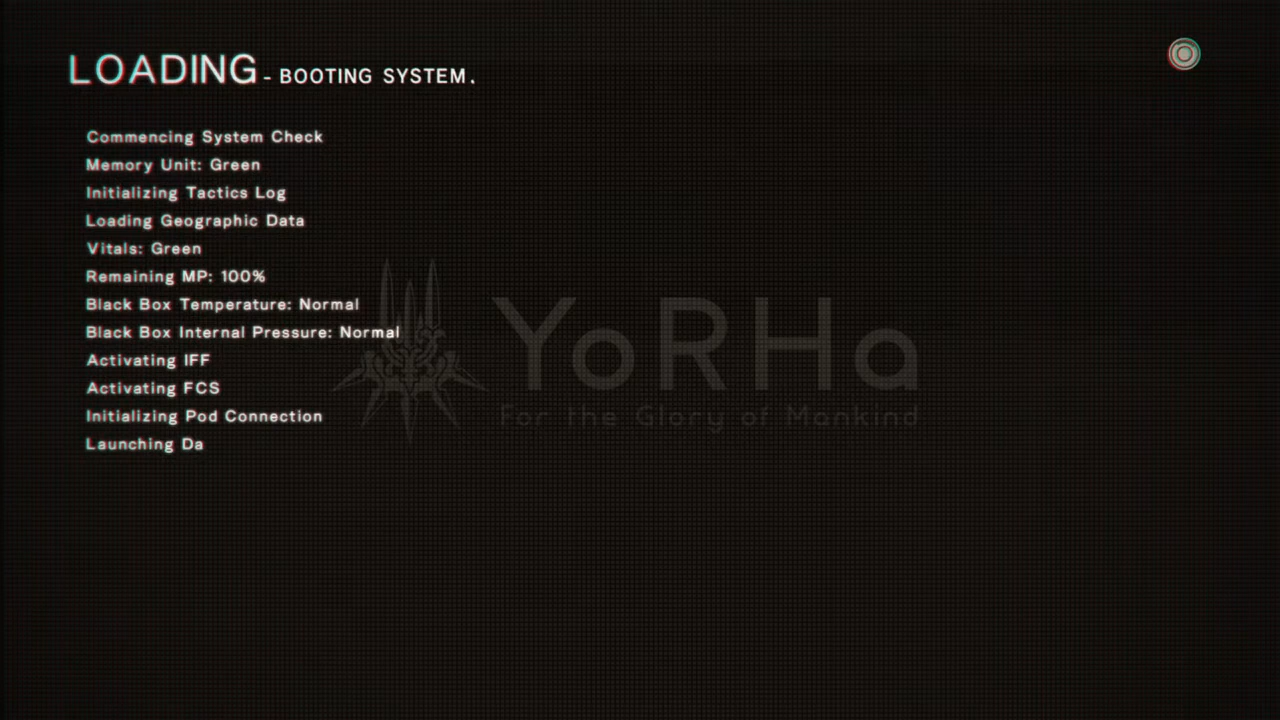 LOADING - BOOTING SYSTEM.
Commencing System Check
Memory Unit: Green
Initializing Tactics Log
Loading Geographic Data
Vitals: Green
Remaining MP: 100%
Black Box Temperature: Normal
Black Box Internal Pressure: Normal
Activating IFF
Activating FCS
Initializing Pod Connection
Launching Da
YoRHa
For the Glory of Mankind